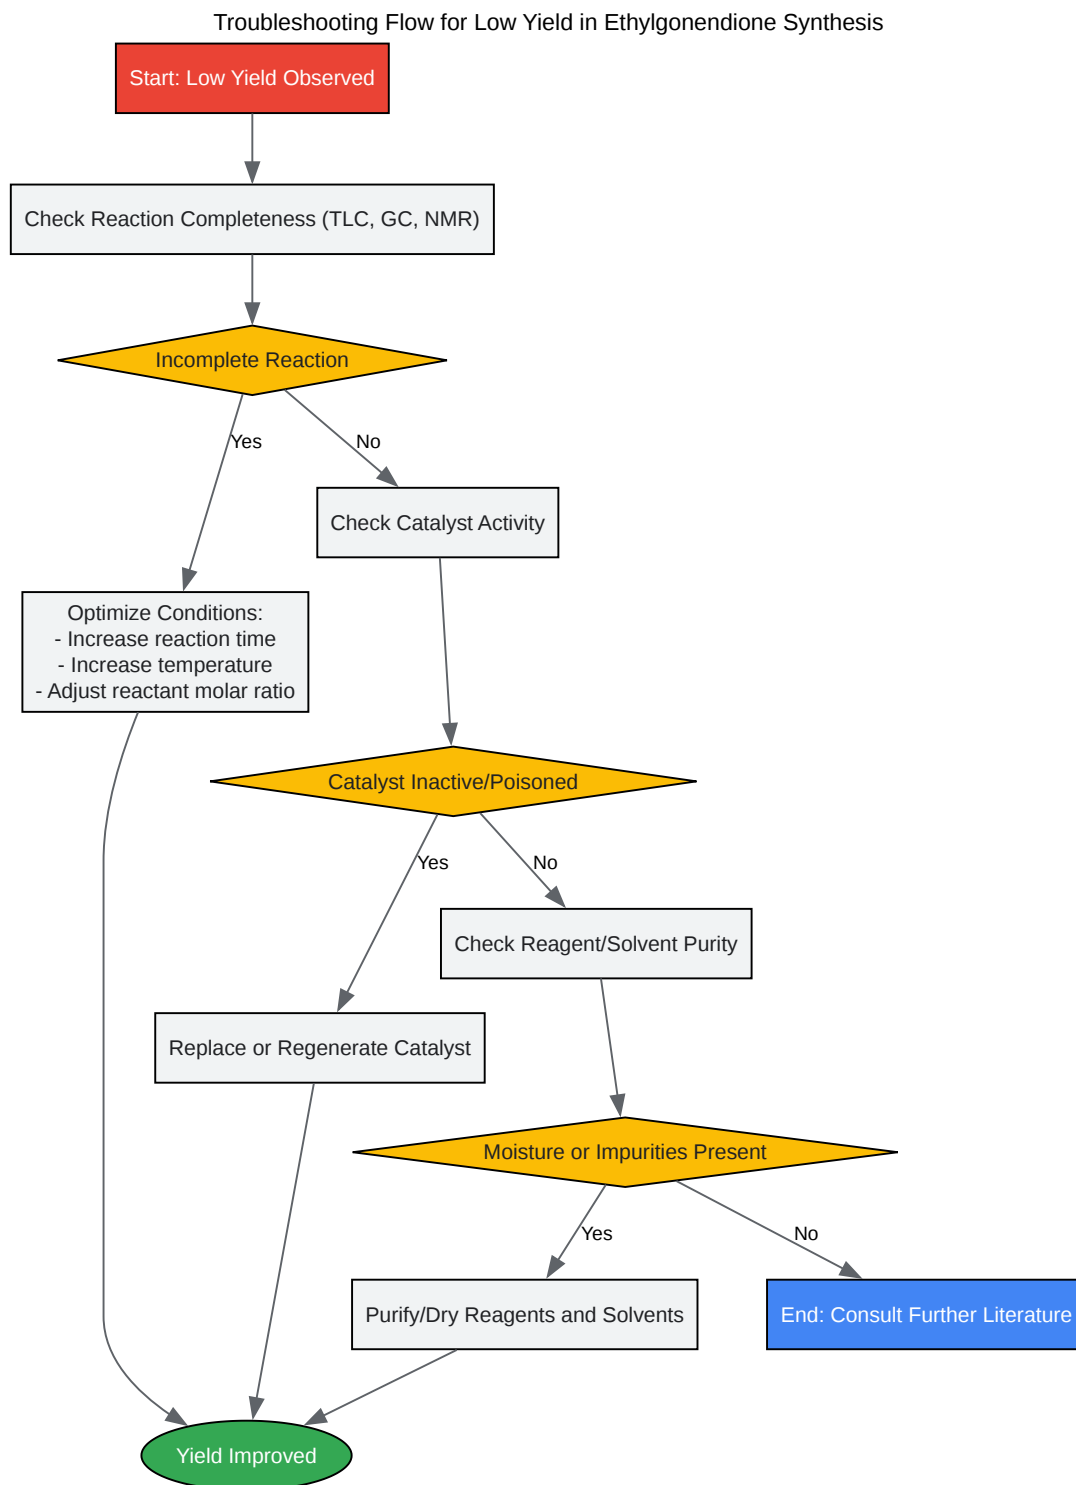 Troubleshooting Flow for Low Yield in Ethylgonendione Synthesis
Start: Low Yield Observed
Check Reaction Completeness (TLC, GC, NMR)
Incomplete Reaction
Yes
No
Check Catalyst Activity
Optimize Conditions:
- Increase reaction time
- Increase temperature
- Adjust reactant molar ratio
Catalyst Inactive/Poisoned
Yes
No
Check Reagent/Solvent Purity
Replace or Regenerate Catalyst
Moisture or Impurities Present
Yes
No
Purify/Dry Reagents and Solvents
End: Consult Further Literature
Yield Improved